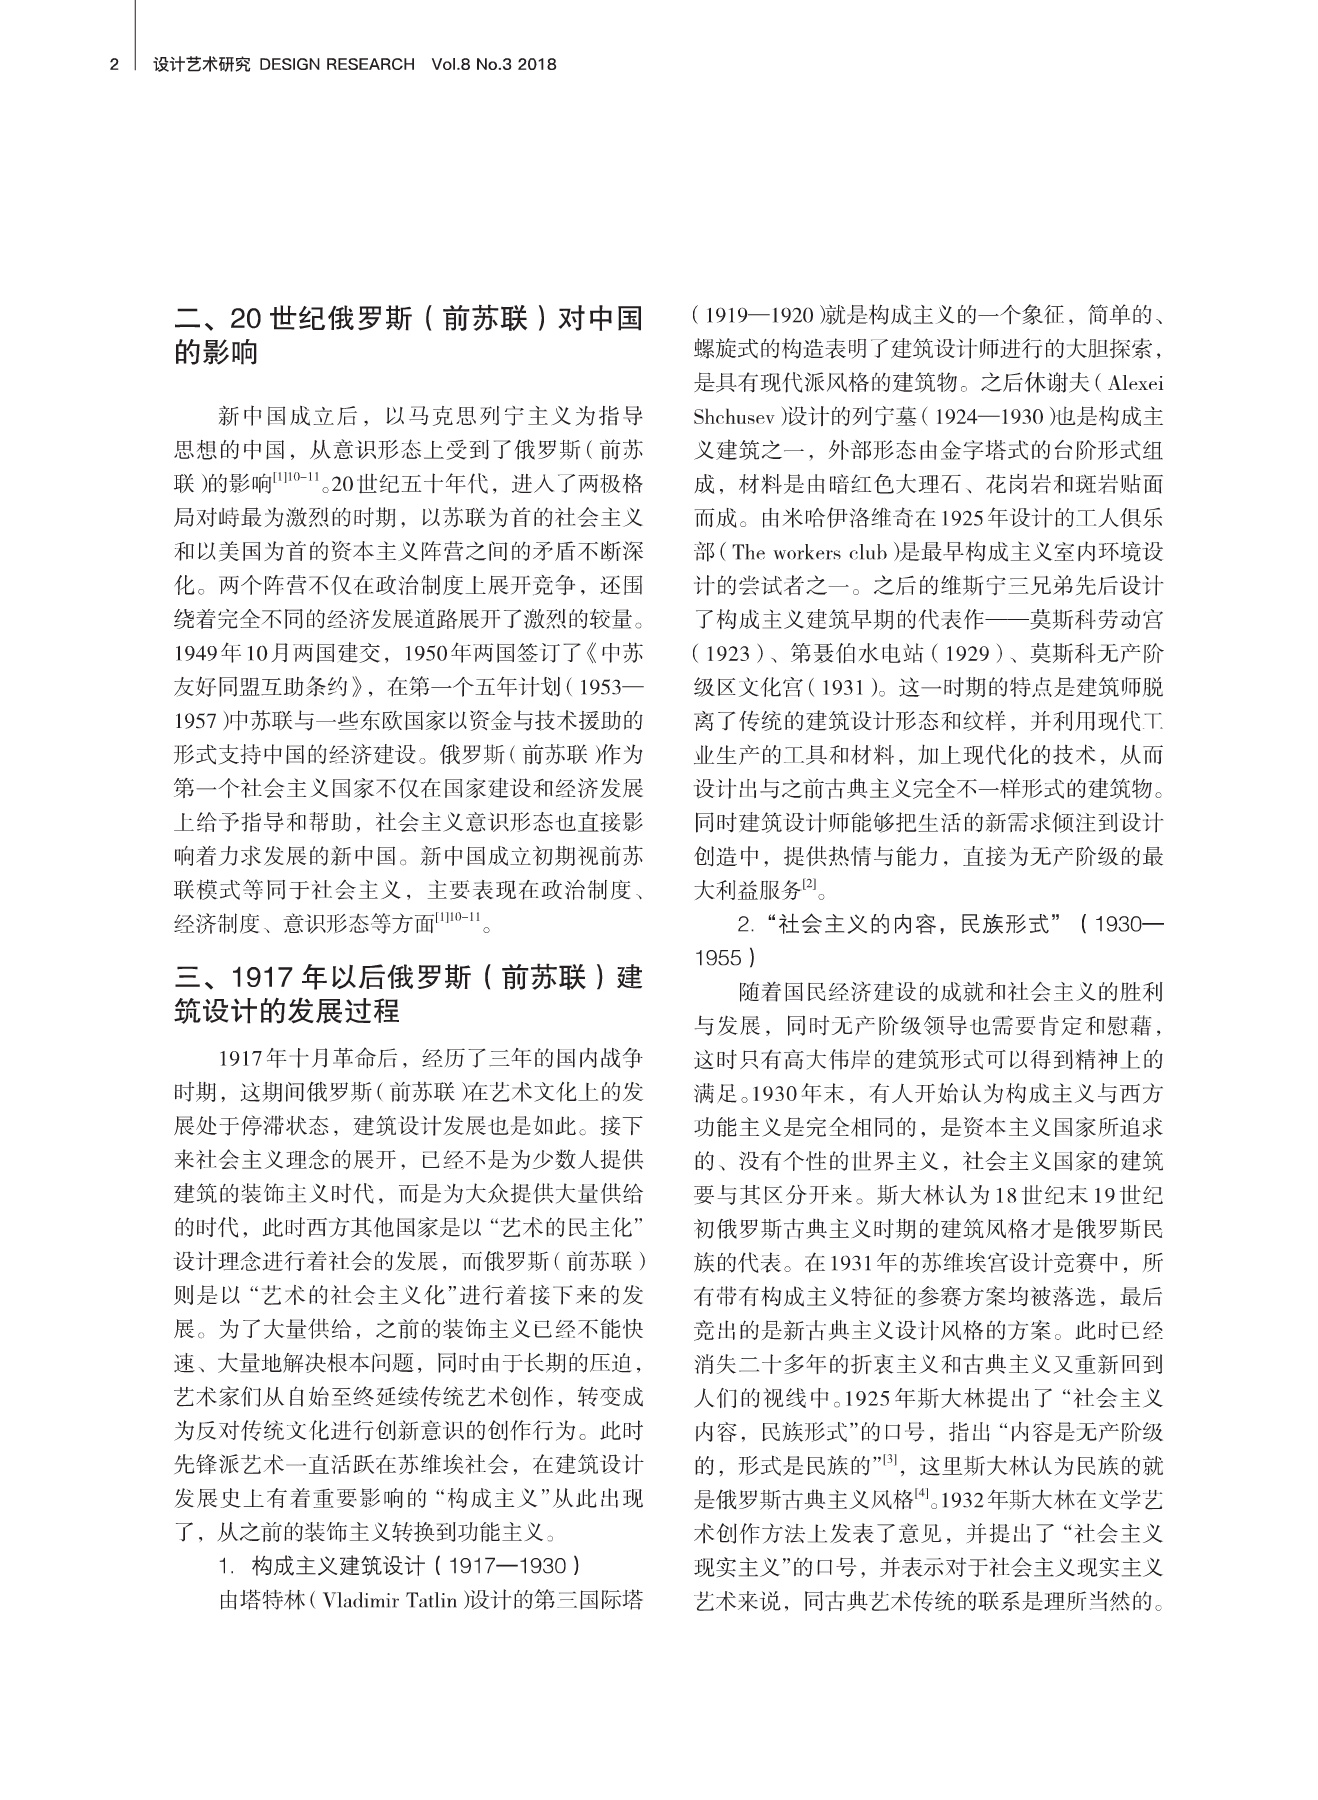 2 设计艺术研究 DESIGN RESEARCH Vol.8 No.3 2018
二、20 世纪俄罗斯（前苏联）对中国
的影响
新中国成立后，以马克思列宁主义为指导
思想的中国，从意识形态上受到了俄罗斯（前苏
联）的影响[1]10-11。20世纪五十年代，进入了两极格
局对峙最为激烈的时期，以苏联为首的社会主义
和以美国为首的资本主义阵营之间的矛盾不断深
化。两个阵营不仅在政治制度上展开竞争，还围
绕着完全不同的经济发展道路展开了激烈的较量。
1949年10月两国建交，1950年两国签订了《中苏
友好同盟互助条约》，在第一个五年计划（1953—
1957）中苏联与一些东欧国家以资金与技术援助的
形式支持中国的经济建设。俄罗斯（前苏联）作为
第一个社会主义国家不仅在国家建设和经济发展
上给予指导和帮助，社会主义意识形态也直接影
响着力求发展的新中国。新中国成立初期视前苏
联模式等同于社会主义，主要表现在政治制度、
经济制度、意识形态等方面[1]10-11。
三、1917 年以后俄罗斯（前苏联）建
筑设计的发展过程
1917年十月革命后，经历了三年的国内战争
时期，这期间俄罗斯（前苏联）在艺术文化上的发
展处于停滞状态，建筑设计发展也是如此。接下
来社会主义理念的展开，已经不是为少数人提供
建筑的装饰主义时代，而是为大众提供大量供给
的时代，此时西方其他国家是以“艺术的民主化”
设计理念进行着社会的发展，而俄罗斯（前苏联）
则是以“艺术的社会主义化”进行着接下来的发
展。为了大量供给，之前的装饰主义已经不能快
速、大量地解决根本问题，同时由于长期的压迫，
艺术家们从自始至终延续传统艺术创作，转变成
为反对传统文化进行创新意识的创作行为。此时
先锋派艺术一直活跃在苏维埃社会，在建筑设计
发展史上有着重要影响的“构成主义”从此出现
了，从之前的装饰主义转换到功能主义。
1. 构成主义建筑设计（1917—1930）
由塔特林（Vladimir Tatlin）设计的第三国际塔
（1919—1920）就是构成主义的一个象征，简单的、
螺旋式的构造表明了建筑设计师进行的大胆探索，
是具有现代派风格的建筑物。之后休谢夫（Alexei
Shchusev）设计的列宁墓（1924—1930）也是构成主
义建筑之一，外部形态由金字塔式的台阶形式组
成，材料是由暗红色大理石、花岗岩和斑岩贴面
而成。由米哈伊洛维奇在1925年设计的工人俱乐
部（The workers club）是最早构成主义室内环境设
计的尝试者之一。之后的维斯宁三兄弟先后设计
了构成主义建筑早期的代表作——莫斯科劳动宫
（1923）、第聂伯水电站（1929）、莫斯科无产阶
级区文化宫（1931）。这一时期的特点是建筑师脱
离了传统的建筑设计形态和纹样，并利用现代工
业生产的工具和材料，加上现代化的技术，从而
设计出与之前古典主义完全不一样形式的建筑物。
同时建筑设计师能够把生活的新需求倾注到设计
创造中，提供热情与能力，直接为无产阶级的最
大利益服务[2]。
2. “社会主义的内容，民族形式”（1930—
1955）
随着国民经济建设的成就和社会主义的胜利
与发展，同时无产阶级领导也需要肯定和慰藉，
这时只有高大伟岸的建筑形式可以得到精神上的
满足。1930年末，有人开始认为构成主义与西方
功能主义是完全相同的，是资本主义国家所追求
的、没有个性的世界主义，社会主义国家的建筑
要与其区分开来。斯大林认为18世纪末19世纪
初俄罗斯古典主义时期的建筑风格才是俄罗斯民
族的代表。在1931年的苏维埃宫设计竞赛中，所
有带有构成主义特征的参赛方案均被落选，最后
竞出的是新古典主义设计风格的方案。此时已经
消失二十多年的折衷主义和古典主义又重新回到
人们的视线中。1925年斯大林提出了“社会主义
内容，民族形式”的口号，指出“内容是无产阶级
的，形式是民族的”[3]，这里斯大林认为民族的就
是俄罗斯古典主义风格[4]。1932年斯大林在文学艺
术创作方法上发表了意见，并提出了“社会主义
现实主义”的口号，并表示对于社会主义现实主义
艺术来说，同古典艺术传统的联系是理所当然的。